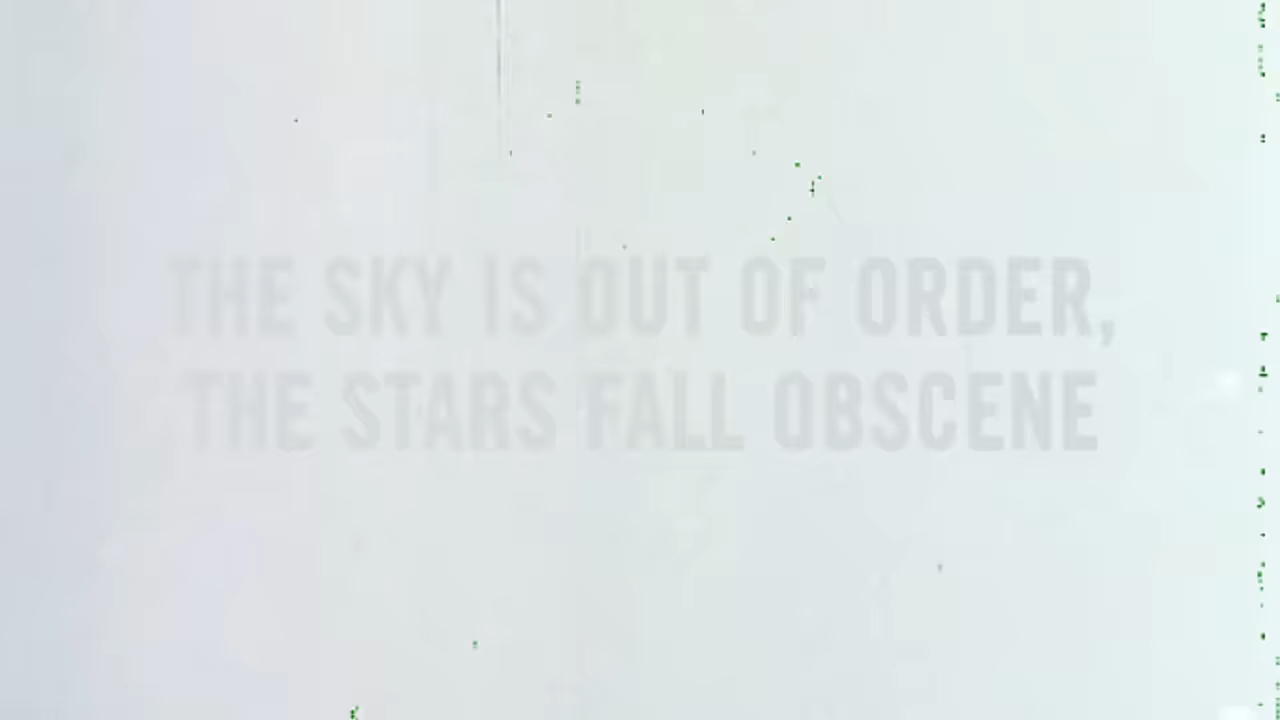 THE SKY IS OUT OF ORDER,
THE STARS FALL OBSCENE